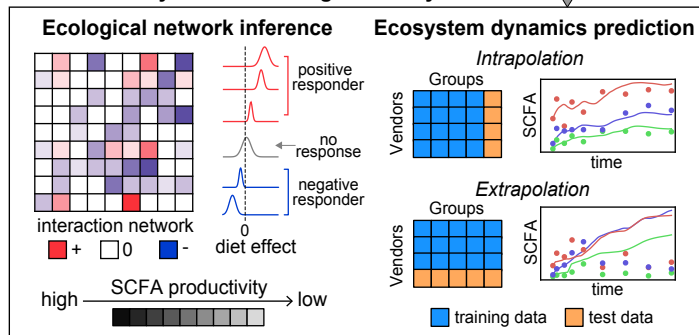 Ecological network inference
positive
responder
no
response
negative
responder
0
diet effect
interaction network
+ 0 -
SCFA productivity
high low
Ecosystem dynamics prediction
Intrapolation
Groups
Vendors
SCFA
time
Extrapolation
Groups
Vendors
SCFA
time
training data test data